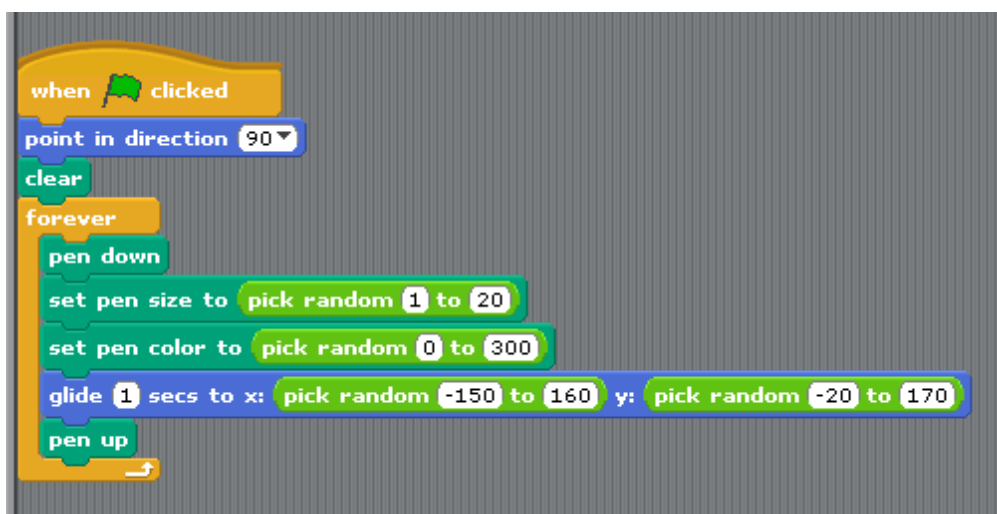 when clicked
point in direction 90
clear
forever
pen down
set pen size to pick random 1 to 20
set pen color to pick random 0 to 300
glide 1 secs to x: pick random -150 to 160 y: pick random -20 to 170
pen up